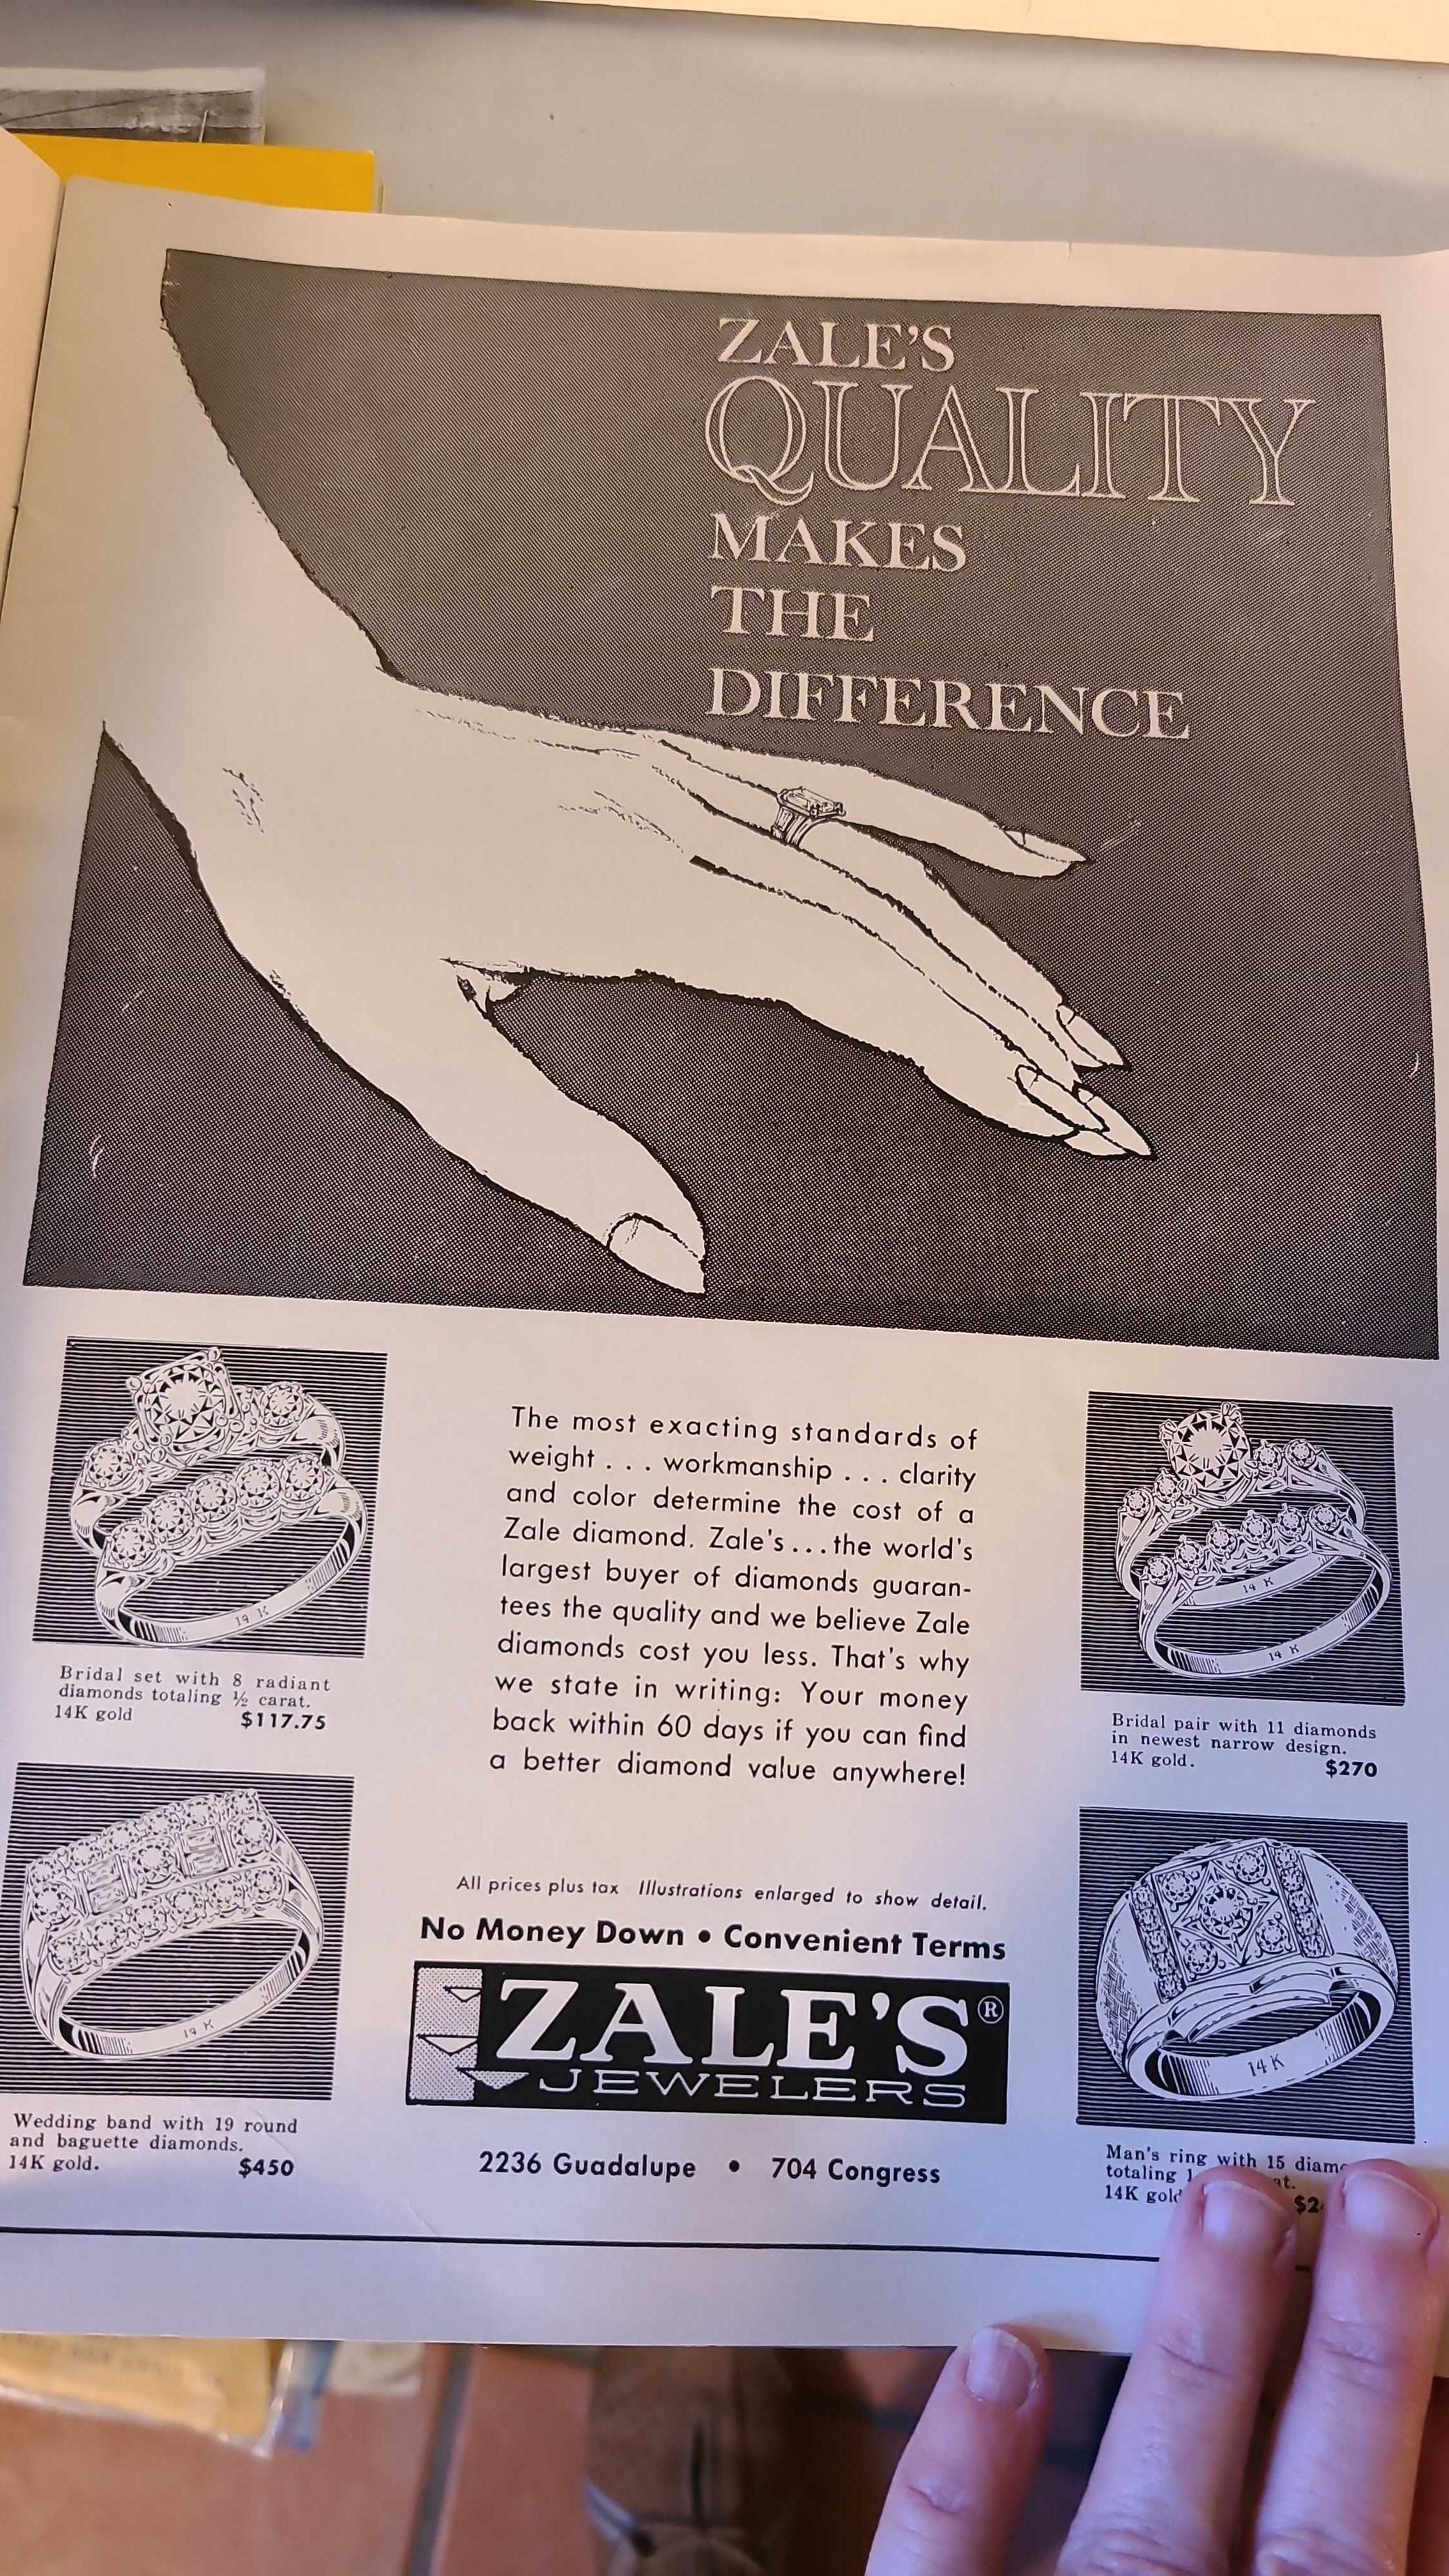 ZALE'S
QUALITY
MAKES
THE
DIFFERENCE
14 K
Bridal set with 8 radiant
diamonds totaling ½ carat.
14K gold $117.75
14 K
Wedding band with 19 round
and baguette diamonds.
14K gold. $450
The most exacting standards of
weight . . . workmanship . . . clarity
and color determine the cost of a
Zale diamond. Zale's . . . the world's
largest buyer of diamonds guaran-
tees the quality and we believe Zale
diamonds cost you less. That's why
we state in writing: Your money
back within 60 days if you can find
a better diamond value anywhere!
All prices plus tax Illustrations enlarged to show detail.
No Money Down • Convenient Terms
ZALE'S®
JEWELERS
2236 Guadalupe • 704 Congress
14 K
14 K
Bridal pair with 11 diamonds
in newest narrow design.
14K gold. $270
14K
Man's ring with 15
totaling
14K